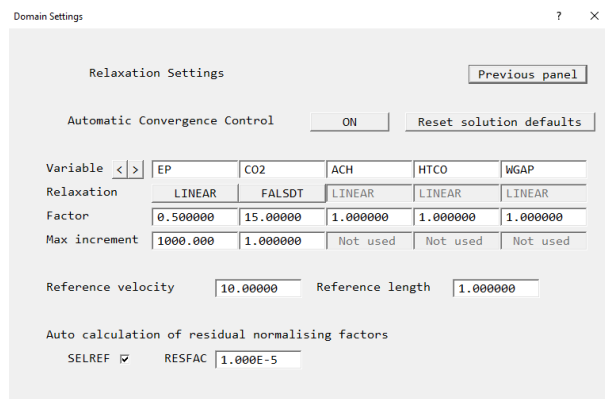 Domain Settings ? ×
Relaxation Settings Previous panel
Automatic Convergence Control ON Reset solution defaults
Variable < > EP CO2 ACH HTCO WGAP
Relaxation LINEAR FALSDT LINEAR LINEAR LINEAR
Factor 0.500000 15.00000 1.000000 1.000000 1.000000
Max increment 1000.000 1.000000 Not used Not used Not used
Reference velocity 10.00000 Reference length 1.000000
Auto calculation of residual normalising factors
SELREF RESFAC 1.000E-5